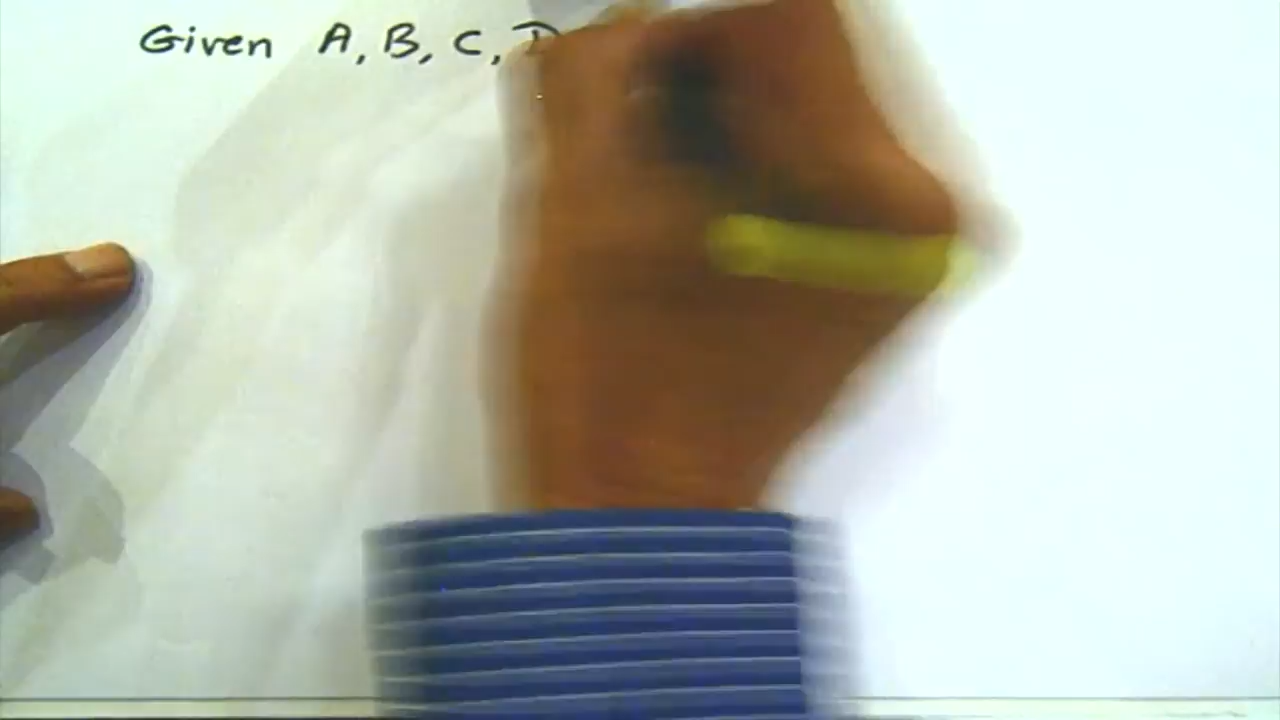 Given A, B, C, D